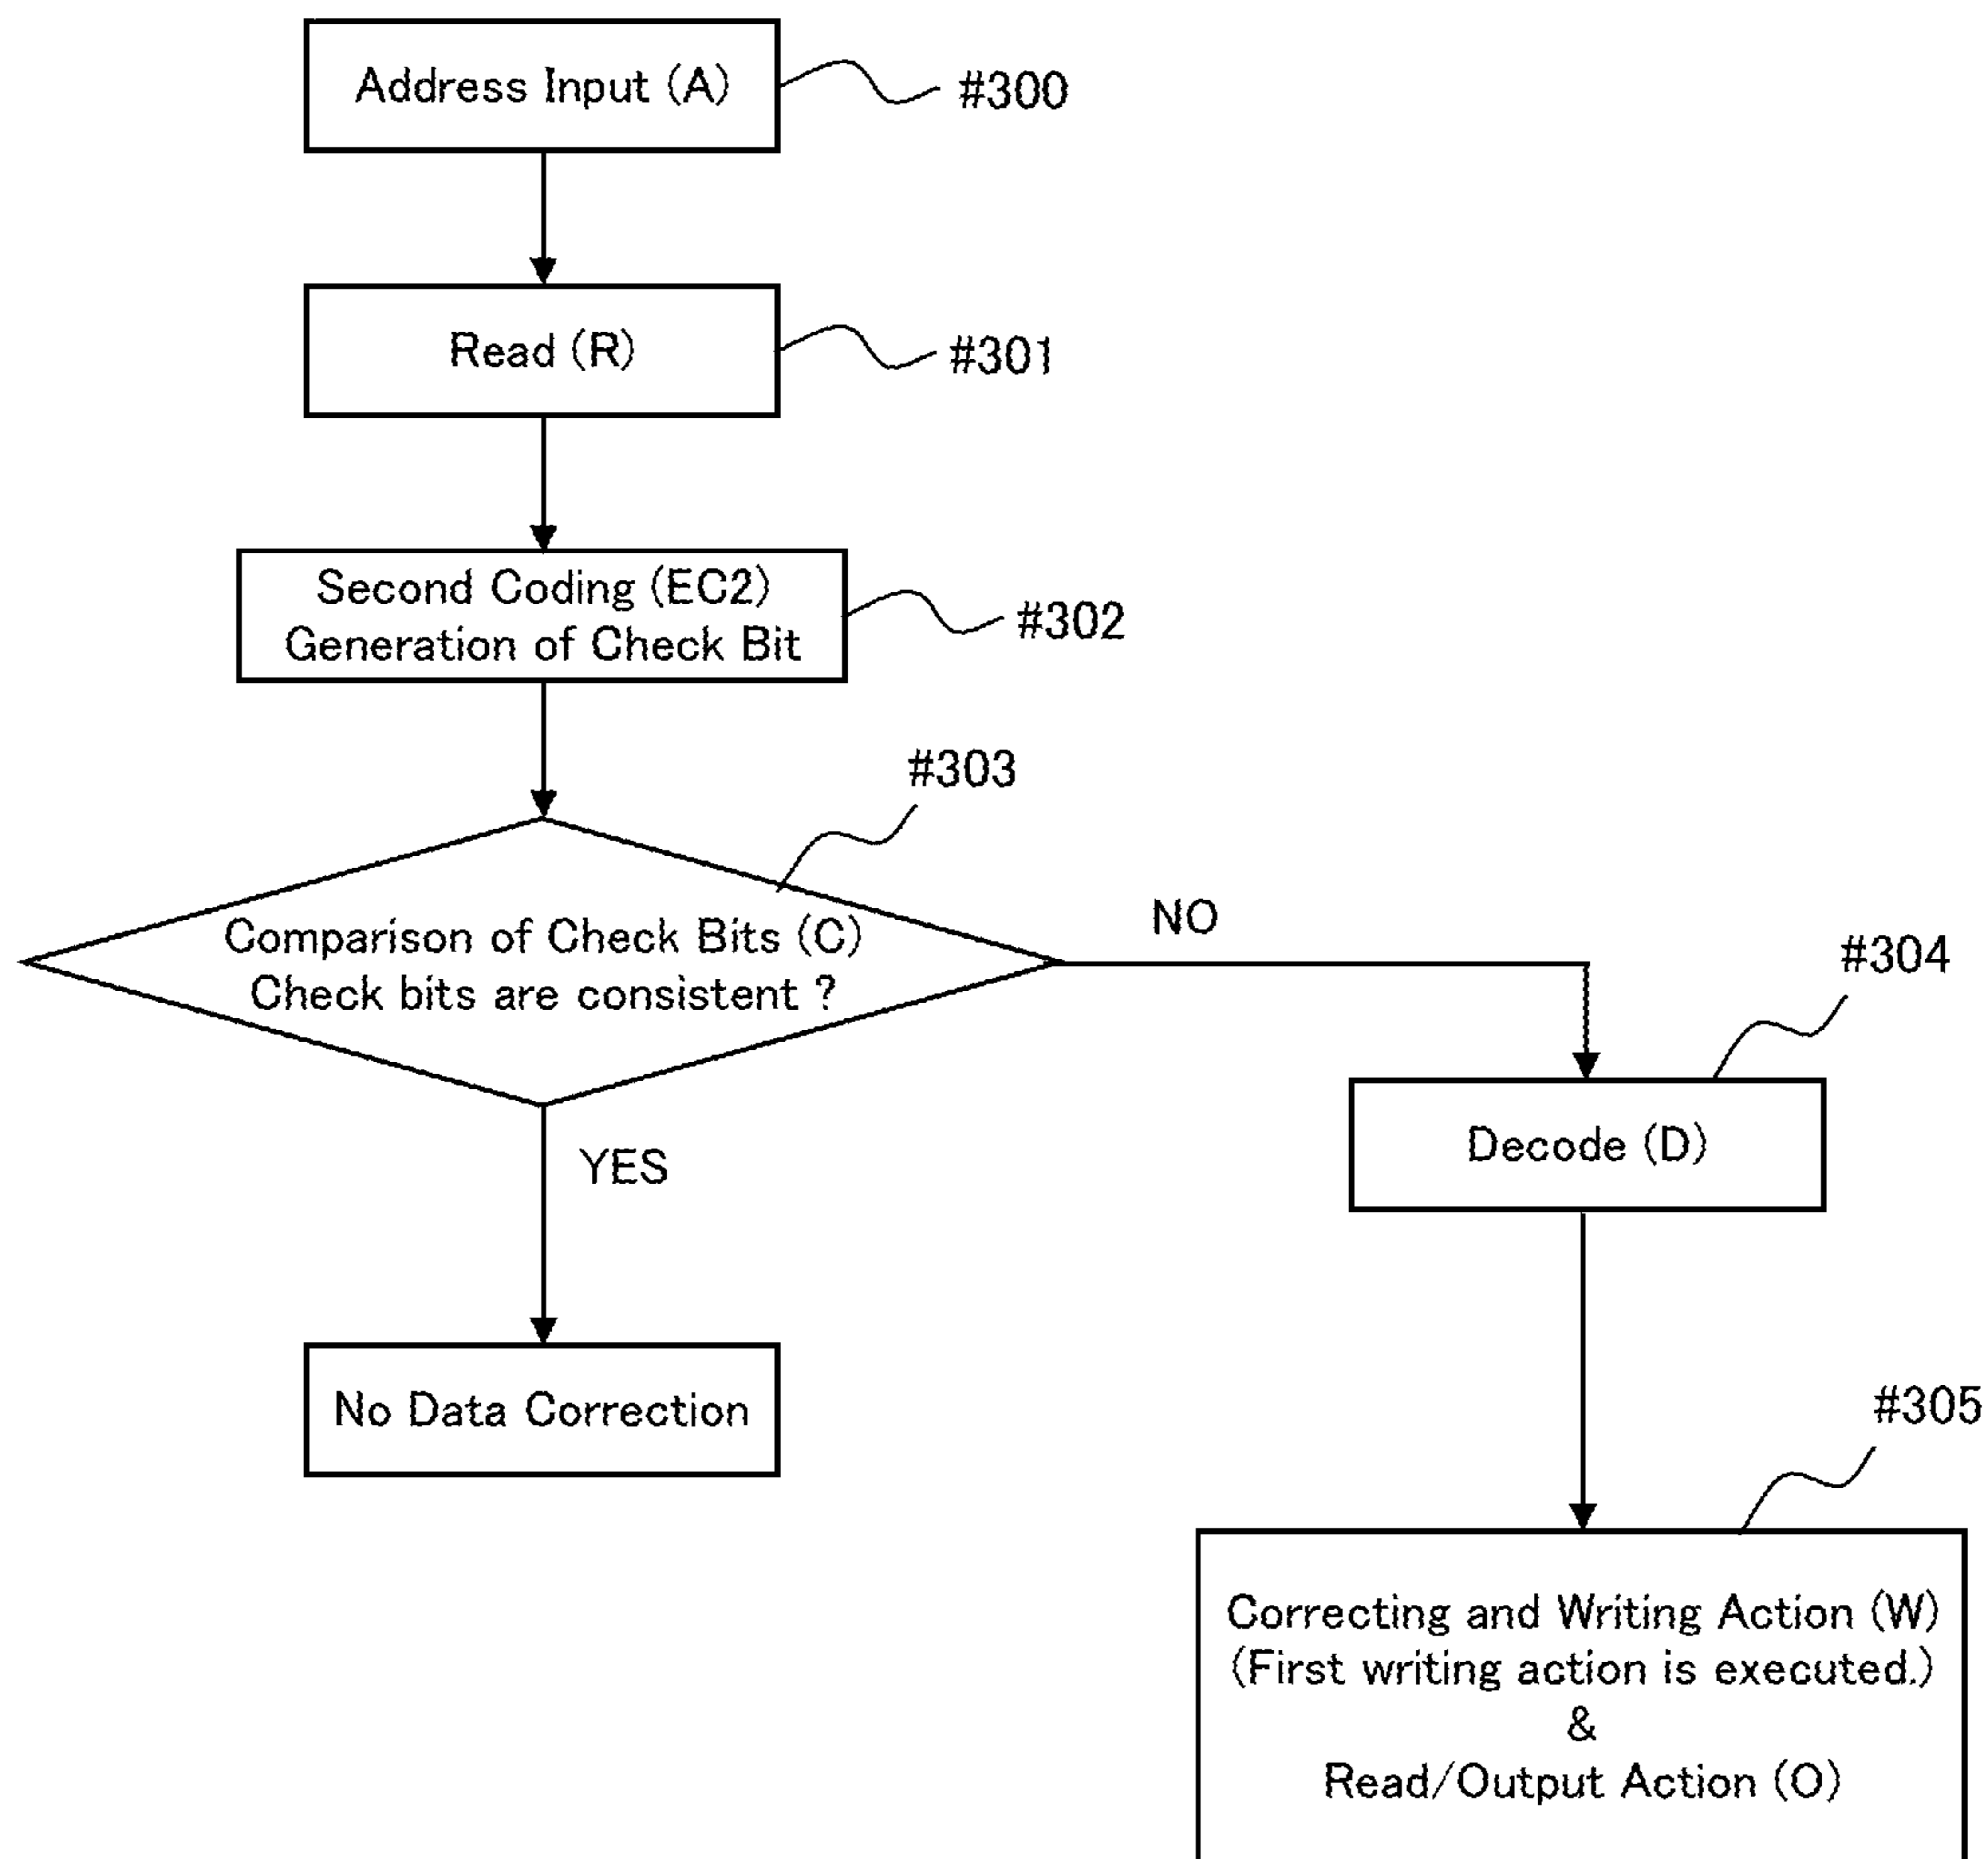 Address Input (A)
#300
Read (R)
#301
Second Coding (EC2)
Generation of Check Bit
#302
#303
Comparison of Check Bits (C)
Check bits are consistent ?
NO
#304
Decode (D)
YES
No Data Correction
#305
Correcting and Writing Action (W)
(First writing action is executed.)
&
Read/Output Action (O)